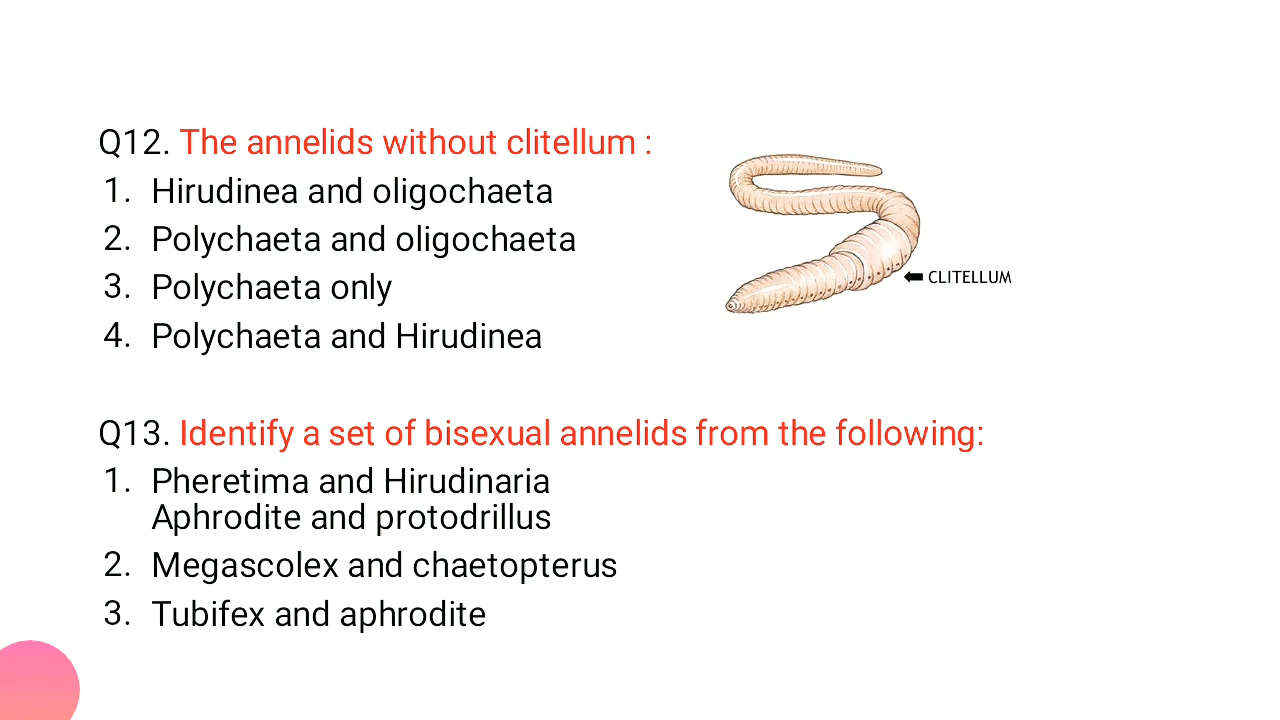 Q12. The annelids without clitellum :
1. Hirudinea and oligochaeta
2. Polychaeta and oligochaeta
3. Polychaeta only
4. Polychaeta and Hirudinea
CLITELLUM
Q13. Identify a set of bisexual annelids from the following:
1. Pheretima and Hirudinaria
Aphrodite and protodrillus
2. Megascolex and chaetopterus
3. Tubifex and aphrodite